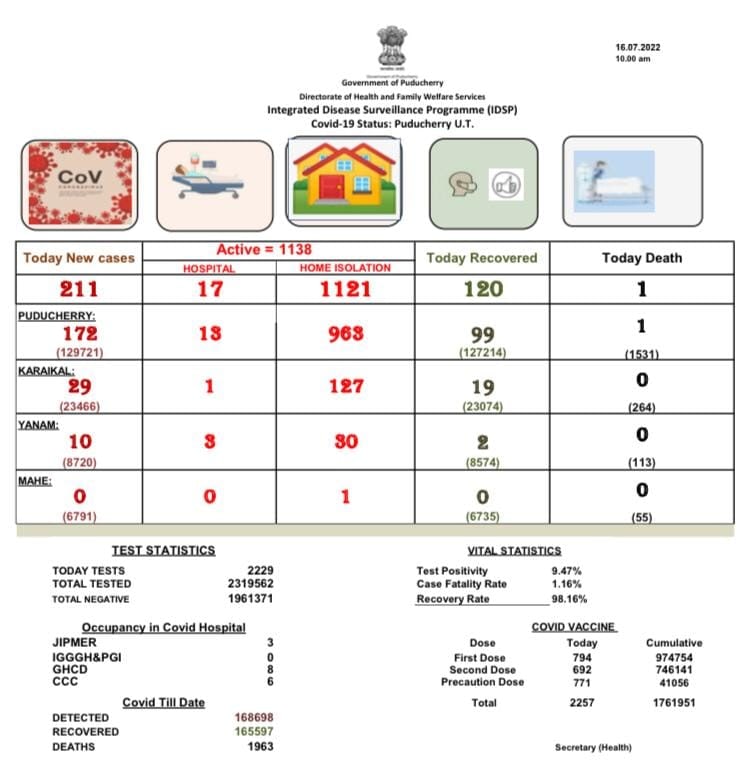 16.07.2022
10.00 am
Government of Puducherry
Directorate of Health and Family Welfare Services
Integrated Disease Surveillance Programme (IDSP)
Covid-19 Status: Puducherry U.T.
CoV
CORONAVIRUS
Today New cases
Active = 1138
HOSPITAL HOME ISOLATION
Today Recovered
Today Death
211 17 1121 120 1
PUDUCHERRY:
172 13 963 99 1
(129721) (127214) (1531)
KARAIKAL:
29 1 127 19 0
(23466) (23074) (264)
YANAM:
10 3 30 2 0
(8720) (8574) (113)
MAHE:
0 0 1 0 0
(6791) (6735) (55)
TEST STATISTICS
TODAY TESTS 2229
TOTAL TESTED 2319562
TOTAL NEGATIVE 1961371
VITAL STATISTICS
Test Positivity 9.47%
Case Fatality Rate 1.16%
Recovery Rate 98.16%
Occupancy in Covid Hospital
JIPMER 3
IGGGH&PGI 0
GHCD 8
CCC 6
Covid Till Date
DETECTED 168698
RECOVERED 165597
DEATHS 1963
COVID VACCINE
Dose Today Cumulative
First Dose 794 974754
Second Dose 692 746141
Precaution Dose 771 41056
Total 2257 1761951
Secretary (Health)